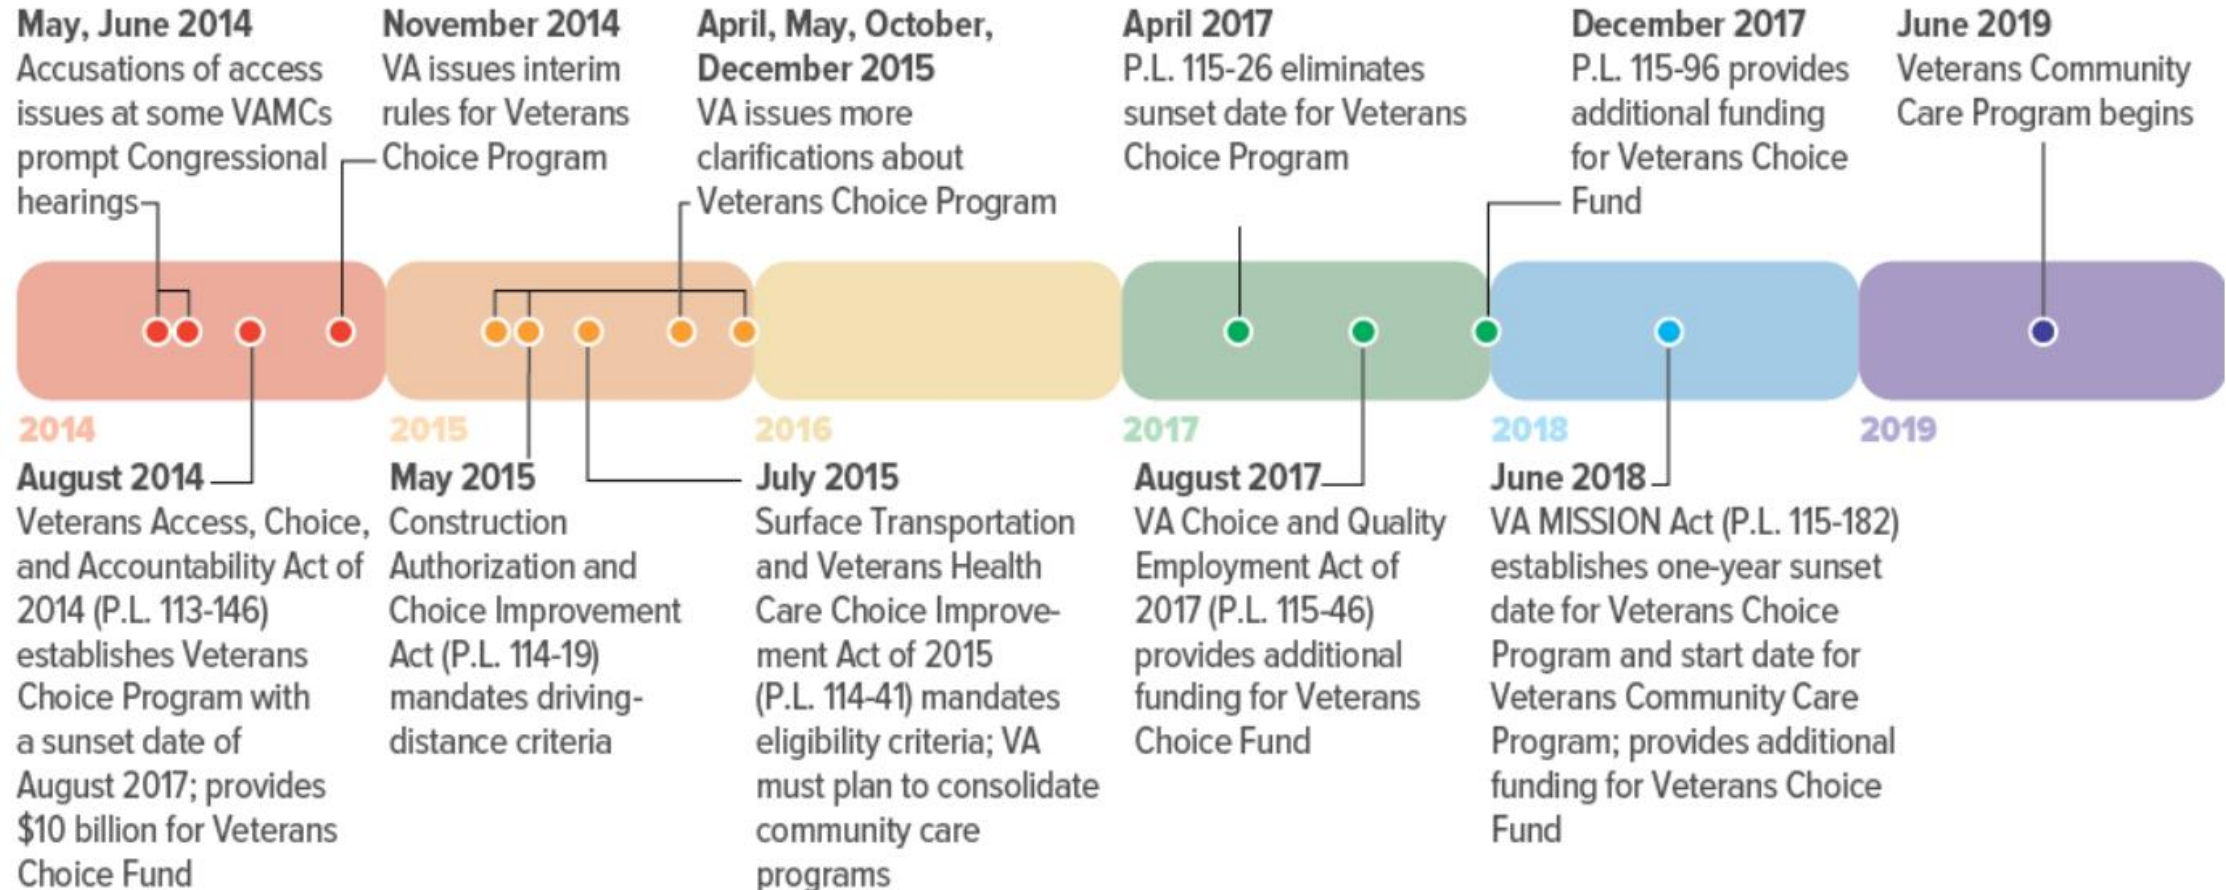 May, June 2014
Accusations of access
issues at some VAMCs
prompt Congressional
hearings
November 2014
VA issues interim
rules for Veterans
Choice Program
April, May, October,
December 2015
VA issues more
clarifications about
Veterans Choice Program
April 2017
P.L. 115-26 eliminates
sunset date for Veterans
Choice Program
December 2017
P.L. 115-96 provides
additional funding
for Veterans Choice
Fund
June 2019
Veterans Community
Care Program begins
2014
2015
2016
2017
2018
2019
August 2014
Veterans Access, Choice,
and Accountability Act of
2014 (P.L. 113-146)
establishes Veterans
Choice Program with
a sunset date of
August 2017; provides
$10 billion for Veterans
Choice Fund
May 2015
Construction
Authorization and
Choice Improvement
Act (P.L. 114-19)
mandates driving-
distance criteria
July 2015
Surface Transportation
and Veterans Health
Care Choice Improve-
ment Act of 2015
(P.L. 114-41) mandates
eligibility criteria; VA
must plan to consolidate
community care
programs
August 2017
VA Choice and Quality
Employment Act of
2017 (P.L. 115-46)
provides additional
funding for Veterans
Choice Fund
June 2018
VA MISSION Act (P.L. 115-182)
establishes one-year sunset
date for Veterans Choice
Program and start date for
Veterans Community Care
Program; provides additional
funding for Veterans Choice
Fund